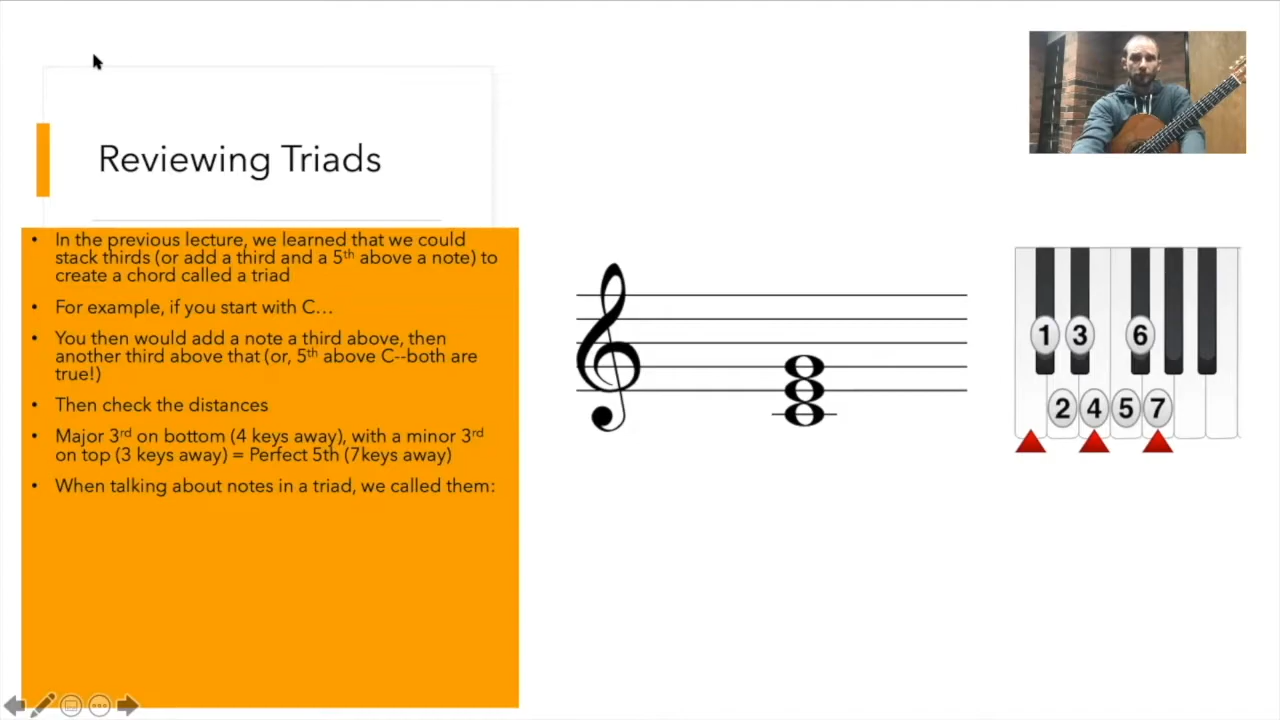 Reviewing Triads
• In the previous lecture, we learned that we could
stack thirds (or add a third and a 5th above a note) to
create a chord called a triad
• For example, if you start with C…
• You then would add a note a third above, then
another third above that (or, 5th above C--both are
true!)
• Then check the distances
• Major 3rd on bottom (4 keys away), with a minor 3rd
on top (3 keys away) = Perfect 5th (7keys away)
• When talking about notes in a triad, we called them:
1 3 6
2 4 5 7